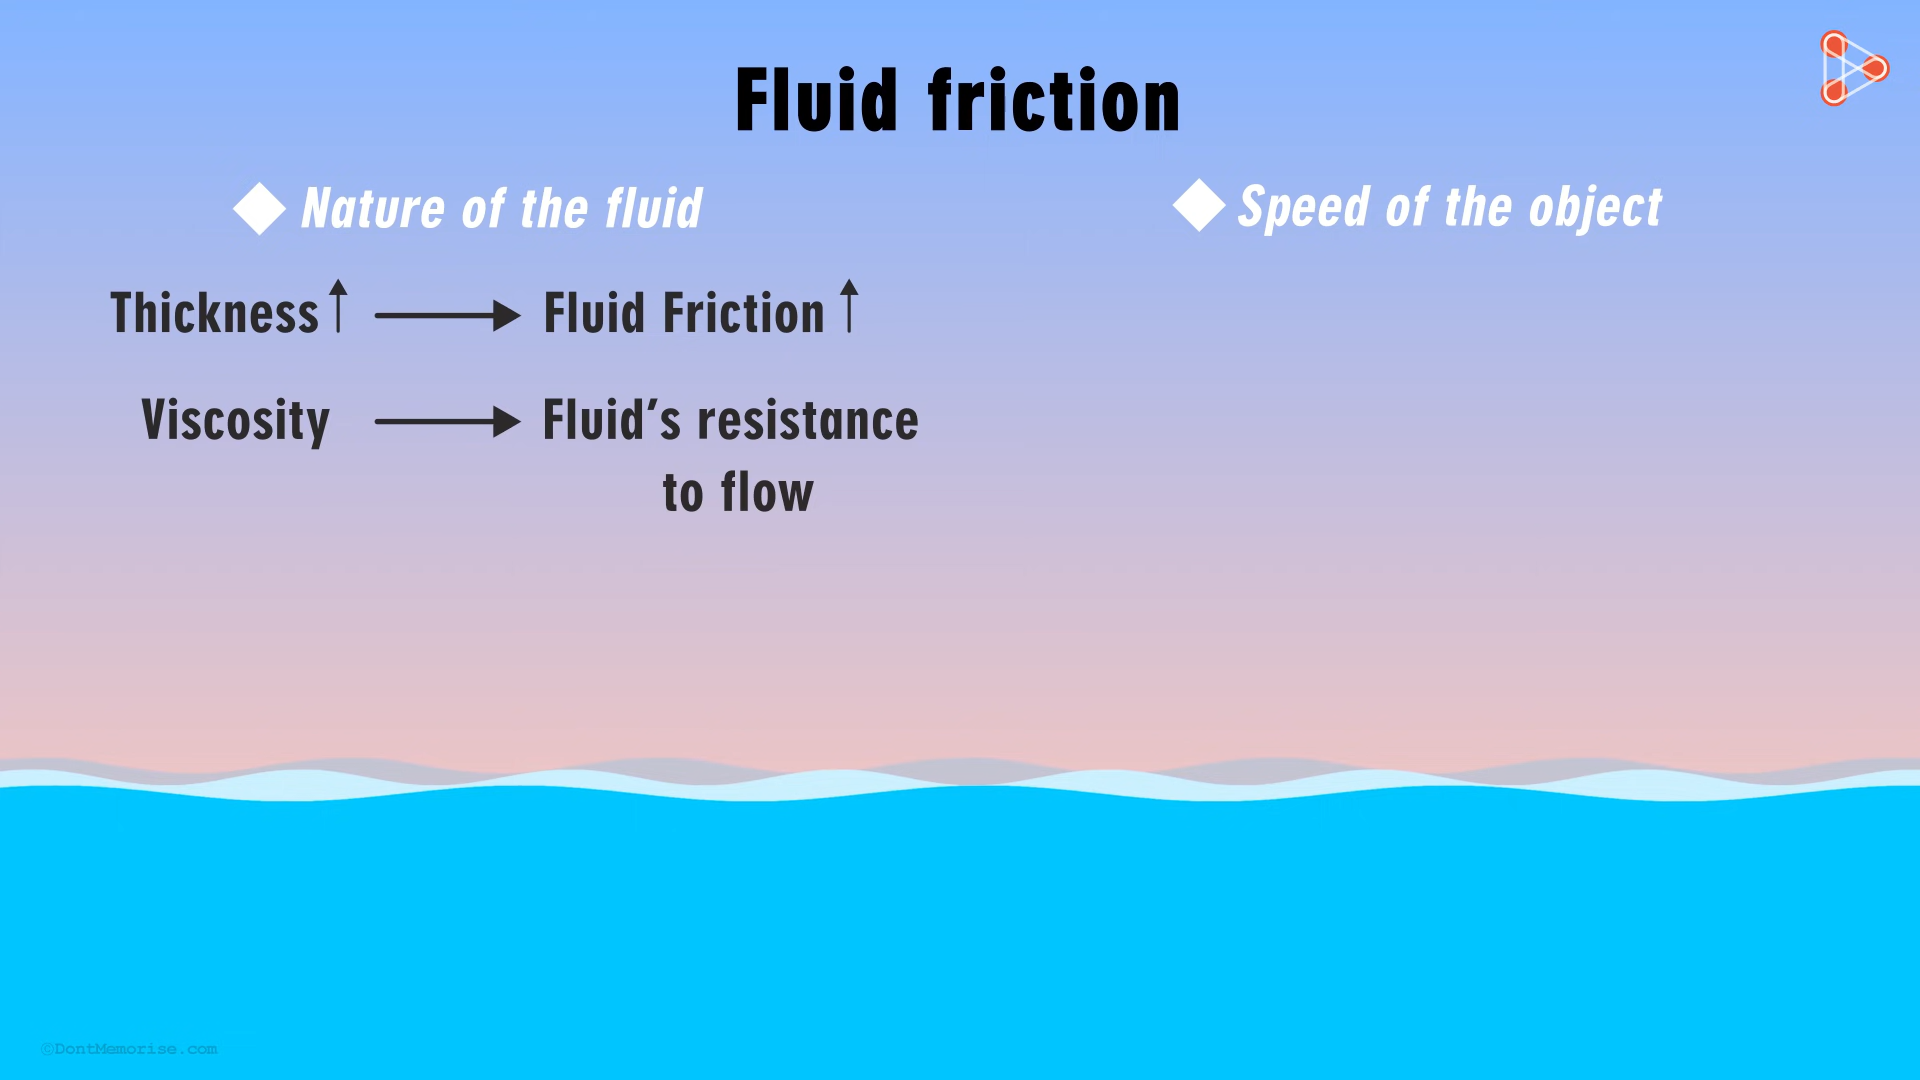 Fluid friction
Nature of the fluid
Thickness ↑ → Fluid Friction ↑
Viscosity → Fluid’s resistance
to flow
Speed of the object
©DontMemorise.com